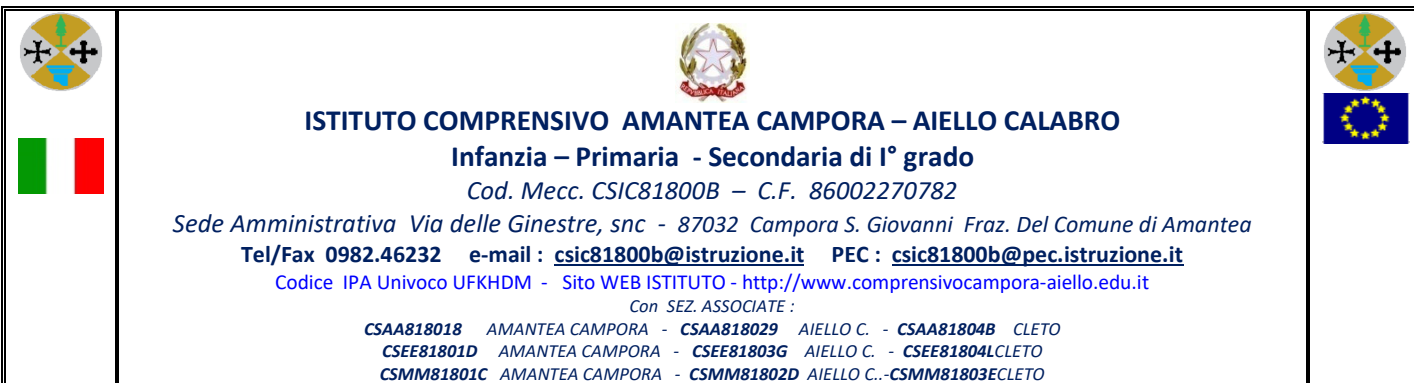 ISTITUTO COMPRENSIVO AMANTEA CAMPORA – AIELLO CALABRO
Infanzia – Primaria - Secondaria di I° grado
Cod. Mecc. CSIC81800B – C.F. 86002270782
Sede Amministrativa Via delle Ginestre, snc - 87032 Campora S. Giovanni Fraz. Del Comune di Amantea
Tel/Fax 0982.46232 e-mail : csic81800b@istruzione.it PEC : csic81800b@pec.istruzione.it
Codice IPA Univoco UFKHDM - Sito WEB ISTITUTO - http://www.comprensivocampora-aiello.edu.it
Con SEZ. ASSOCIATE :
CSAA818018 AMANTEA CAMPORA - CSAA818029 AIELLO C. - CSAA81804B CLETO
CSEE81801D AMANTEA CAMPORA - CSEE81803G AIELLO C. - CSEE81804LCLETO
CSMM81801C AMANTEA CAMPORA - CSMM81802D AIELLO C..-CSMM81803ECLETO